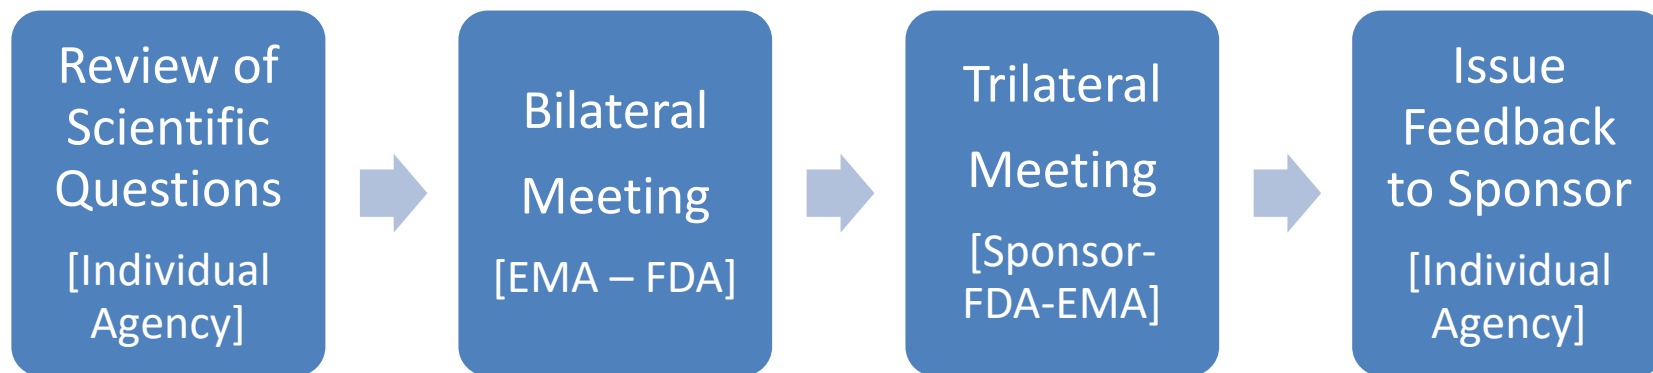 Review of
Scientific
Questions
[Individual
Agency]
Bilateral
Meeting
[EMA – FDA]
Trilateral
Meeting
[Sponsor-
FDA-EMA]
Issue
Feedback
to Sponsor
[Individual
Agency]